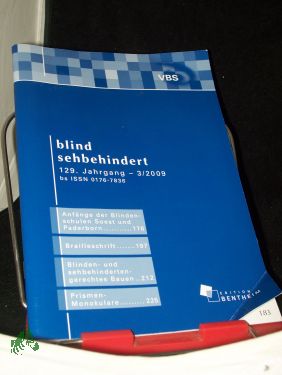 VBS
blind
sehbehindert
129. Jahrgang – 3/2009
bs ISSN 0176-7836
Anfänge der Blinden-
schulen Soest und
Paderborn...........176
Brailleschrift.......197
Blinden- und
sehbehinderten-
gerechtes Bauen..212
Prismen-
Monokulare.........225
EDITION
BENTHEIM
183